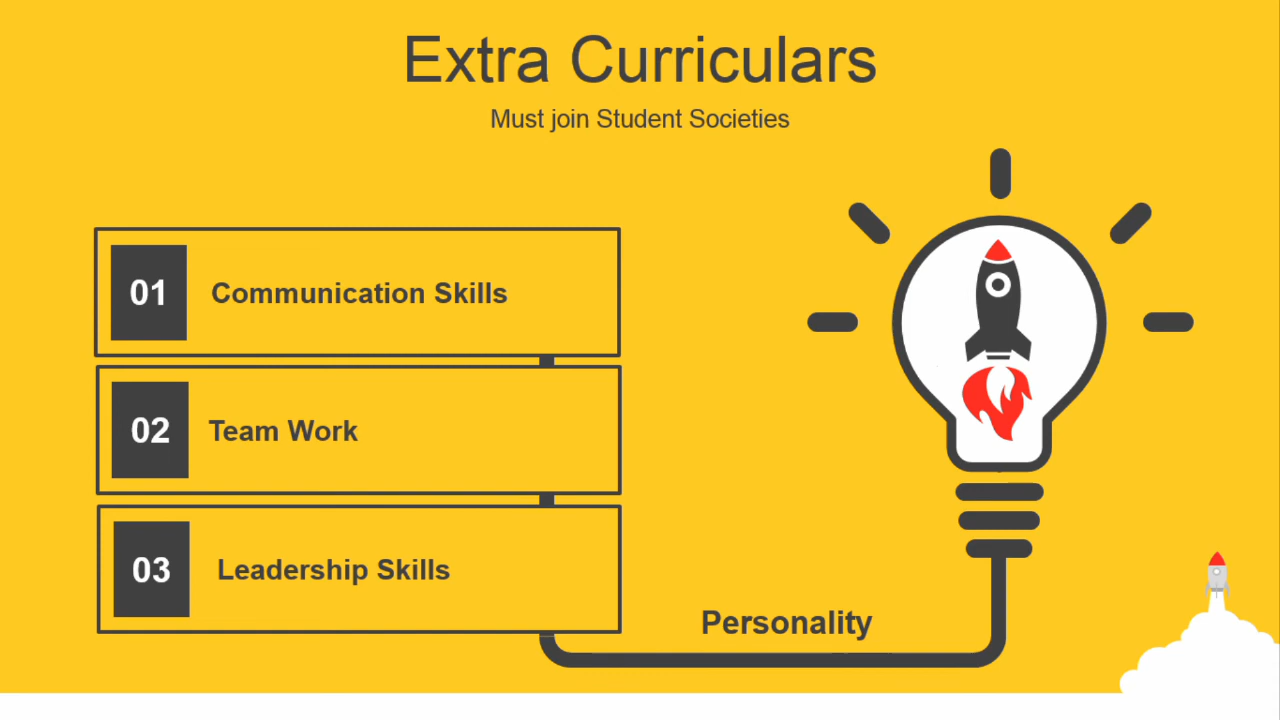 Extra Curriculars
Must join Student Societies
01 Communication Skills
02 Team Work
03 Leadership Skills
Personality